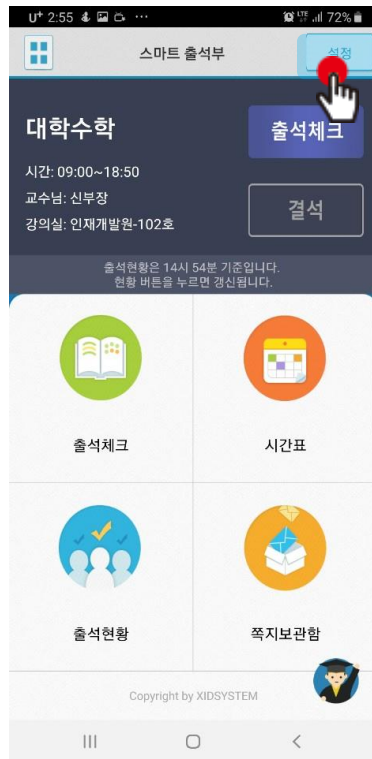 U+ 2:55 ... LTE 72%
스마트 출석부
설정
대학수학
출석체크
시간: 09:00~18:50
교수님: 신부장
강의실: 인재개발원-102호
결석
출석현황은 14시 54분 기준입니다.
현황 버튼을 누르면 갱신됩니다.
출석체크
시간표
출석현황
쪽지보관함
Copyright by XIDSYSTEM